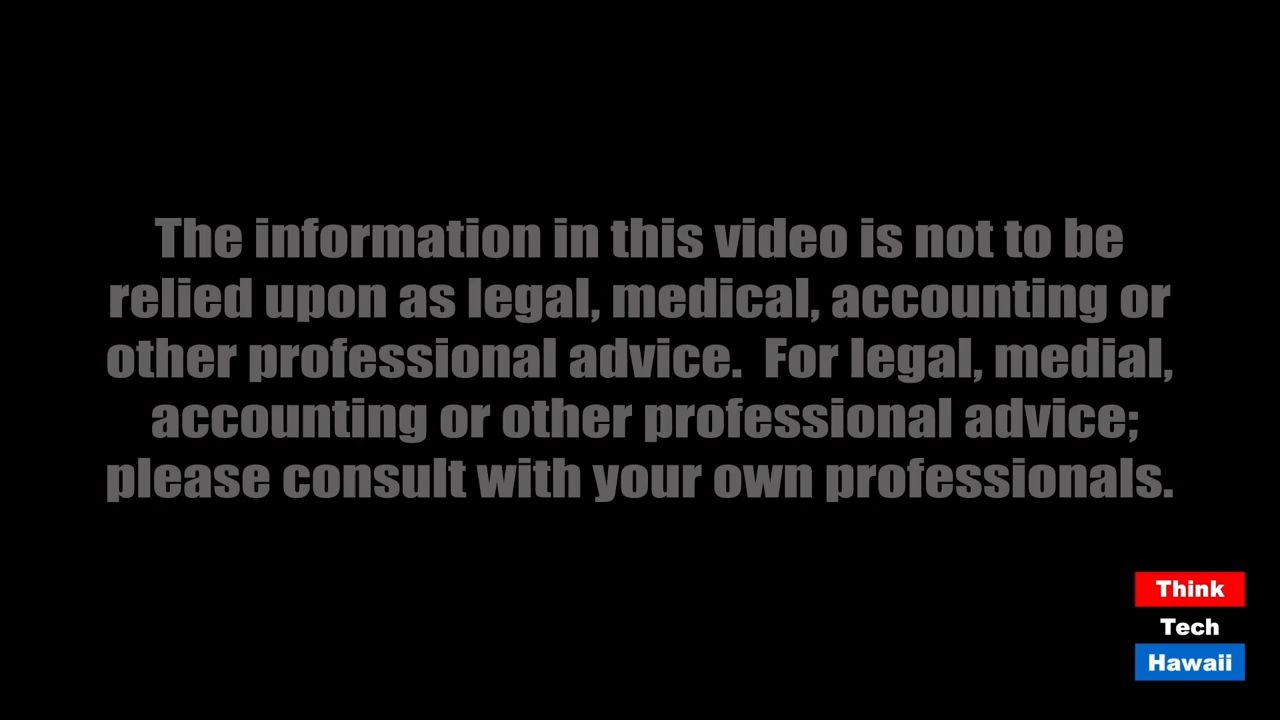 The information in this video is not to be
relied upon as legal, medical, accounting or
other professional advice.  For legal, medial,
accounting or other professional advice;
please consult with your own professionals.
Think
Tech
Hawaii